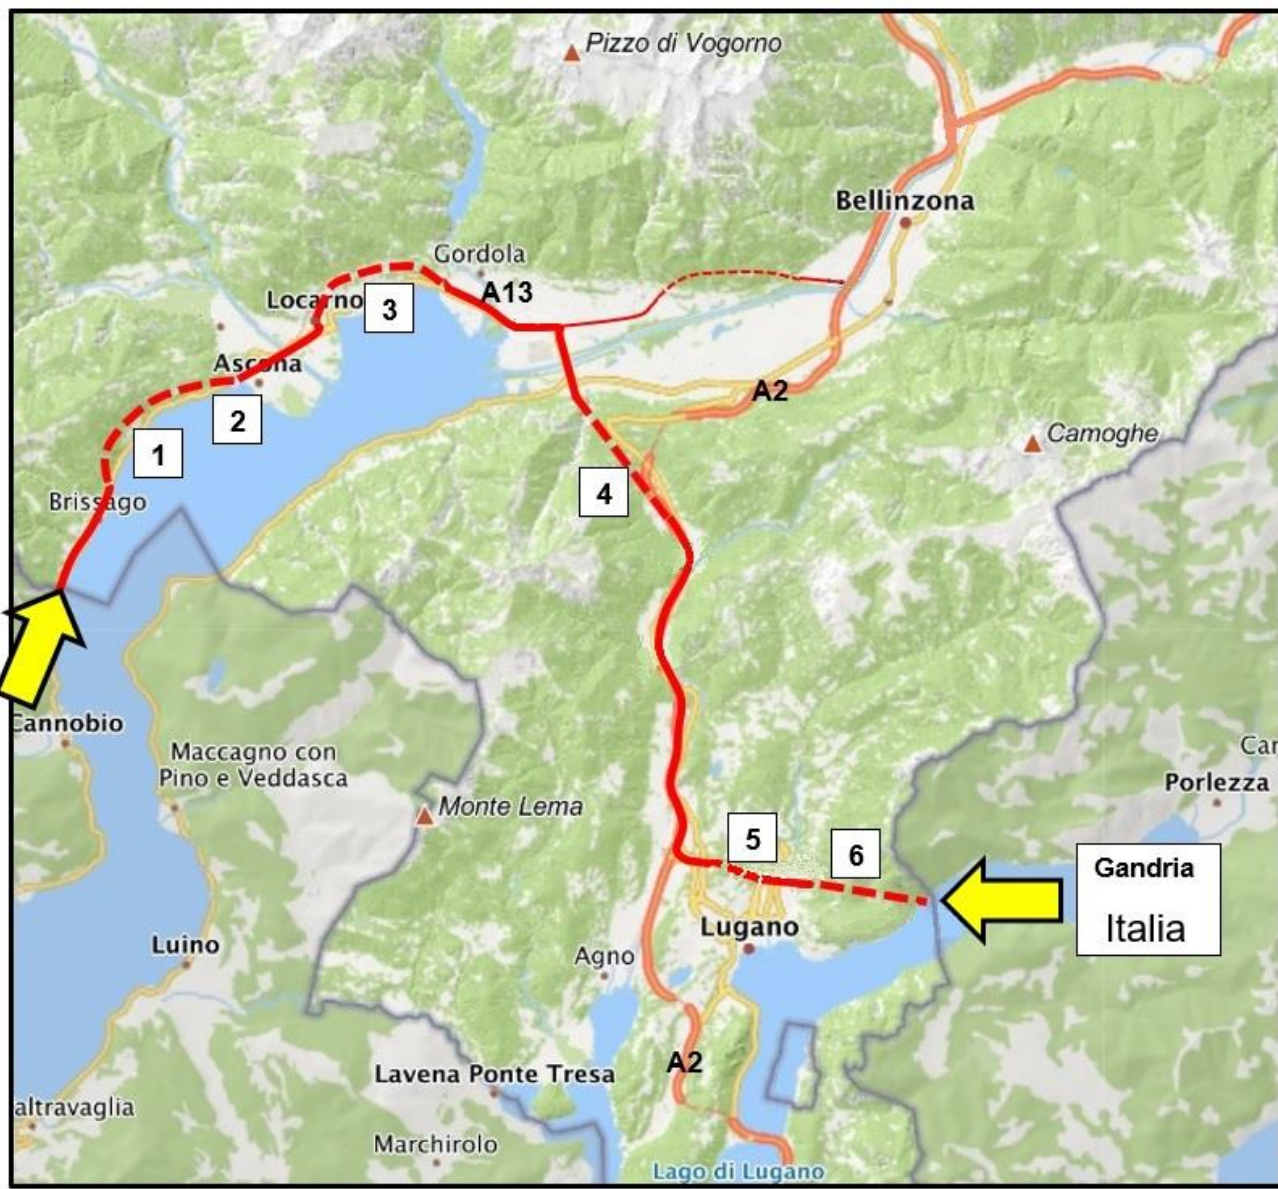 Pizzo di Vogorno
Bellinzona
Gordola
A13
Locarno
3
Ascona
A2
2
Camoghe
1
4
Brissago
Cannobio
Maccagno con
Pino e Veddasca
Car
Porlezza
Monte Lema
5
6
Gandria
Italia
Lugano
Luino
Agno
A2
Lavena Ponte Tresa
altravaglia
Marchirolo
Lago di Lugano